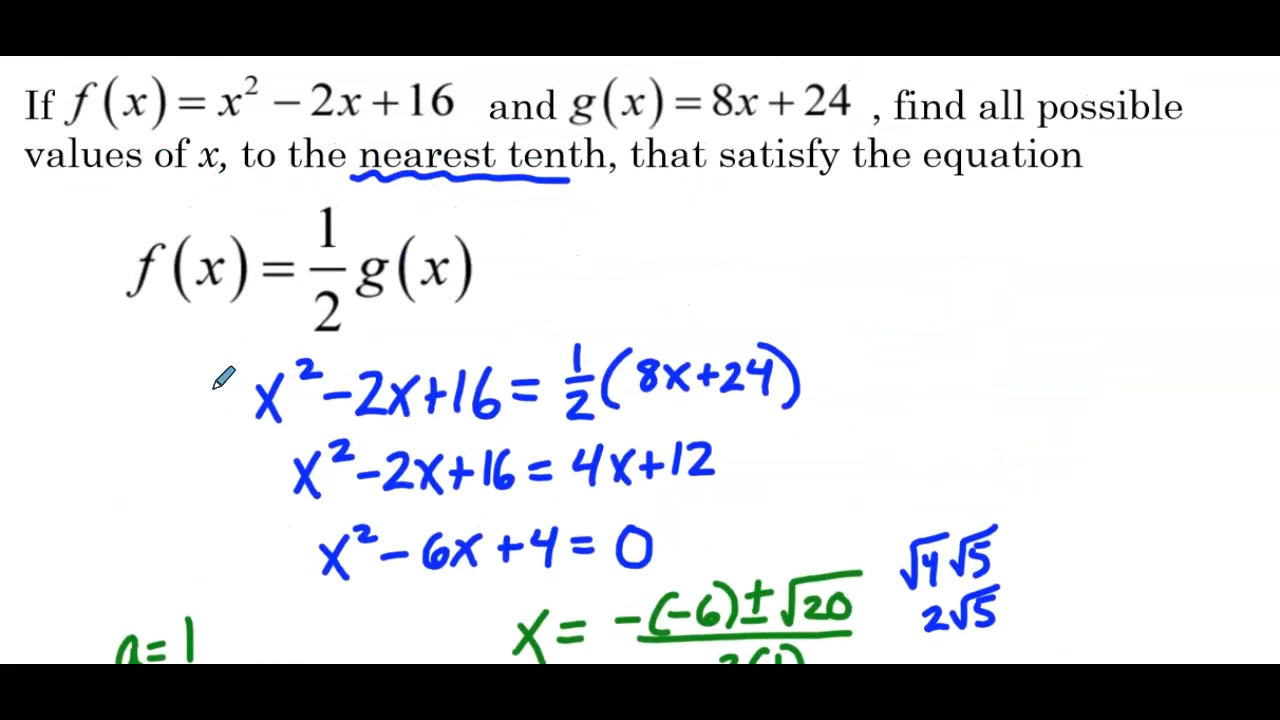 If f(x) = x² − 2x + 16 and g(x) = 8x + 24 , find all possible
values of x, to the nearest tenth, that satisfy the equation
f(x) = 1/2 g(x)
x² − 2x + 16 = 1/2 (8x + 24)
x² − 2x + 16 = 4x + 12
x² − 6x + 4 = 0
√4 √5
2√5
x = −(−6) ± √20 / 2(1)
a = 1